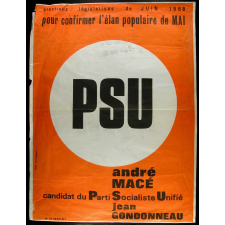 élections législatives de JUIN 1968
pour confirmer l'élan populaire de MAI
PSU
andré
MACÉ
candidat du Parti Socialiste Unifié
jean
GONDONNEAU